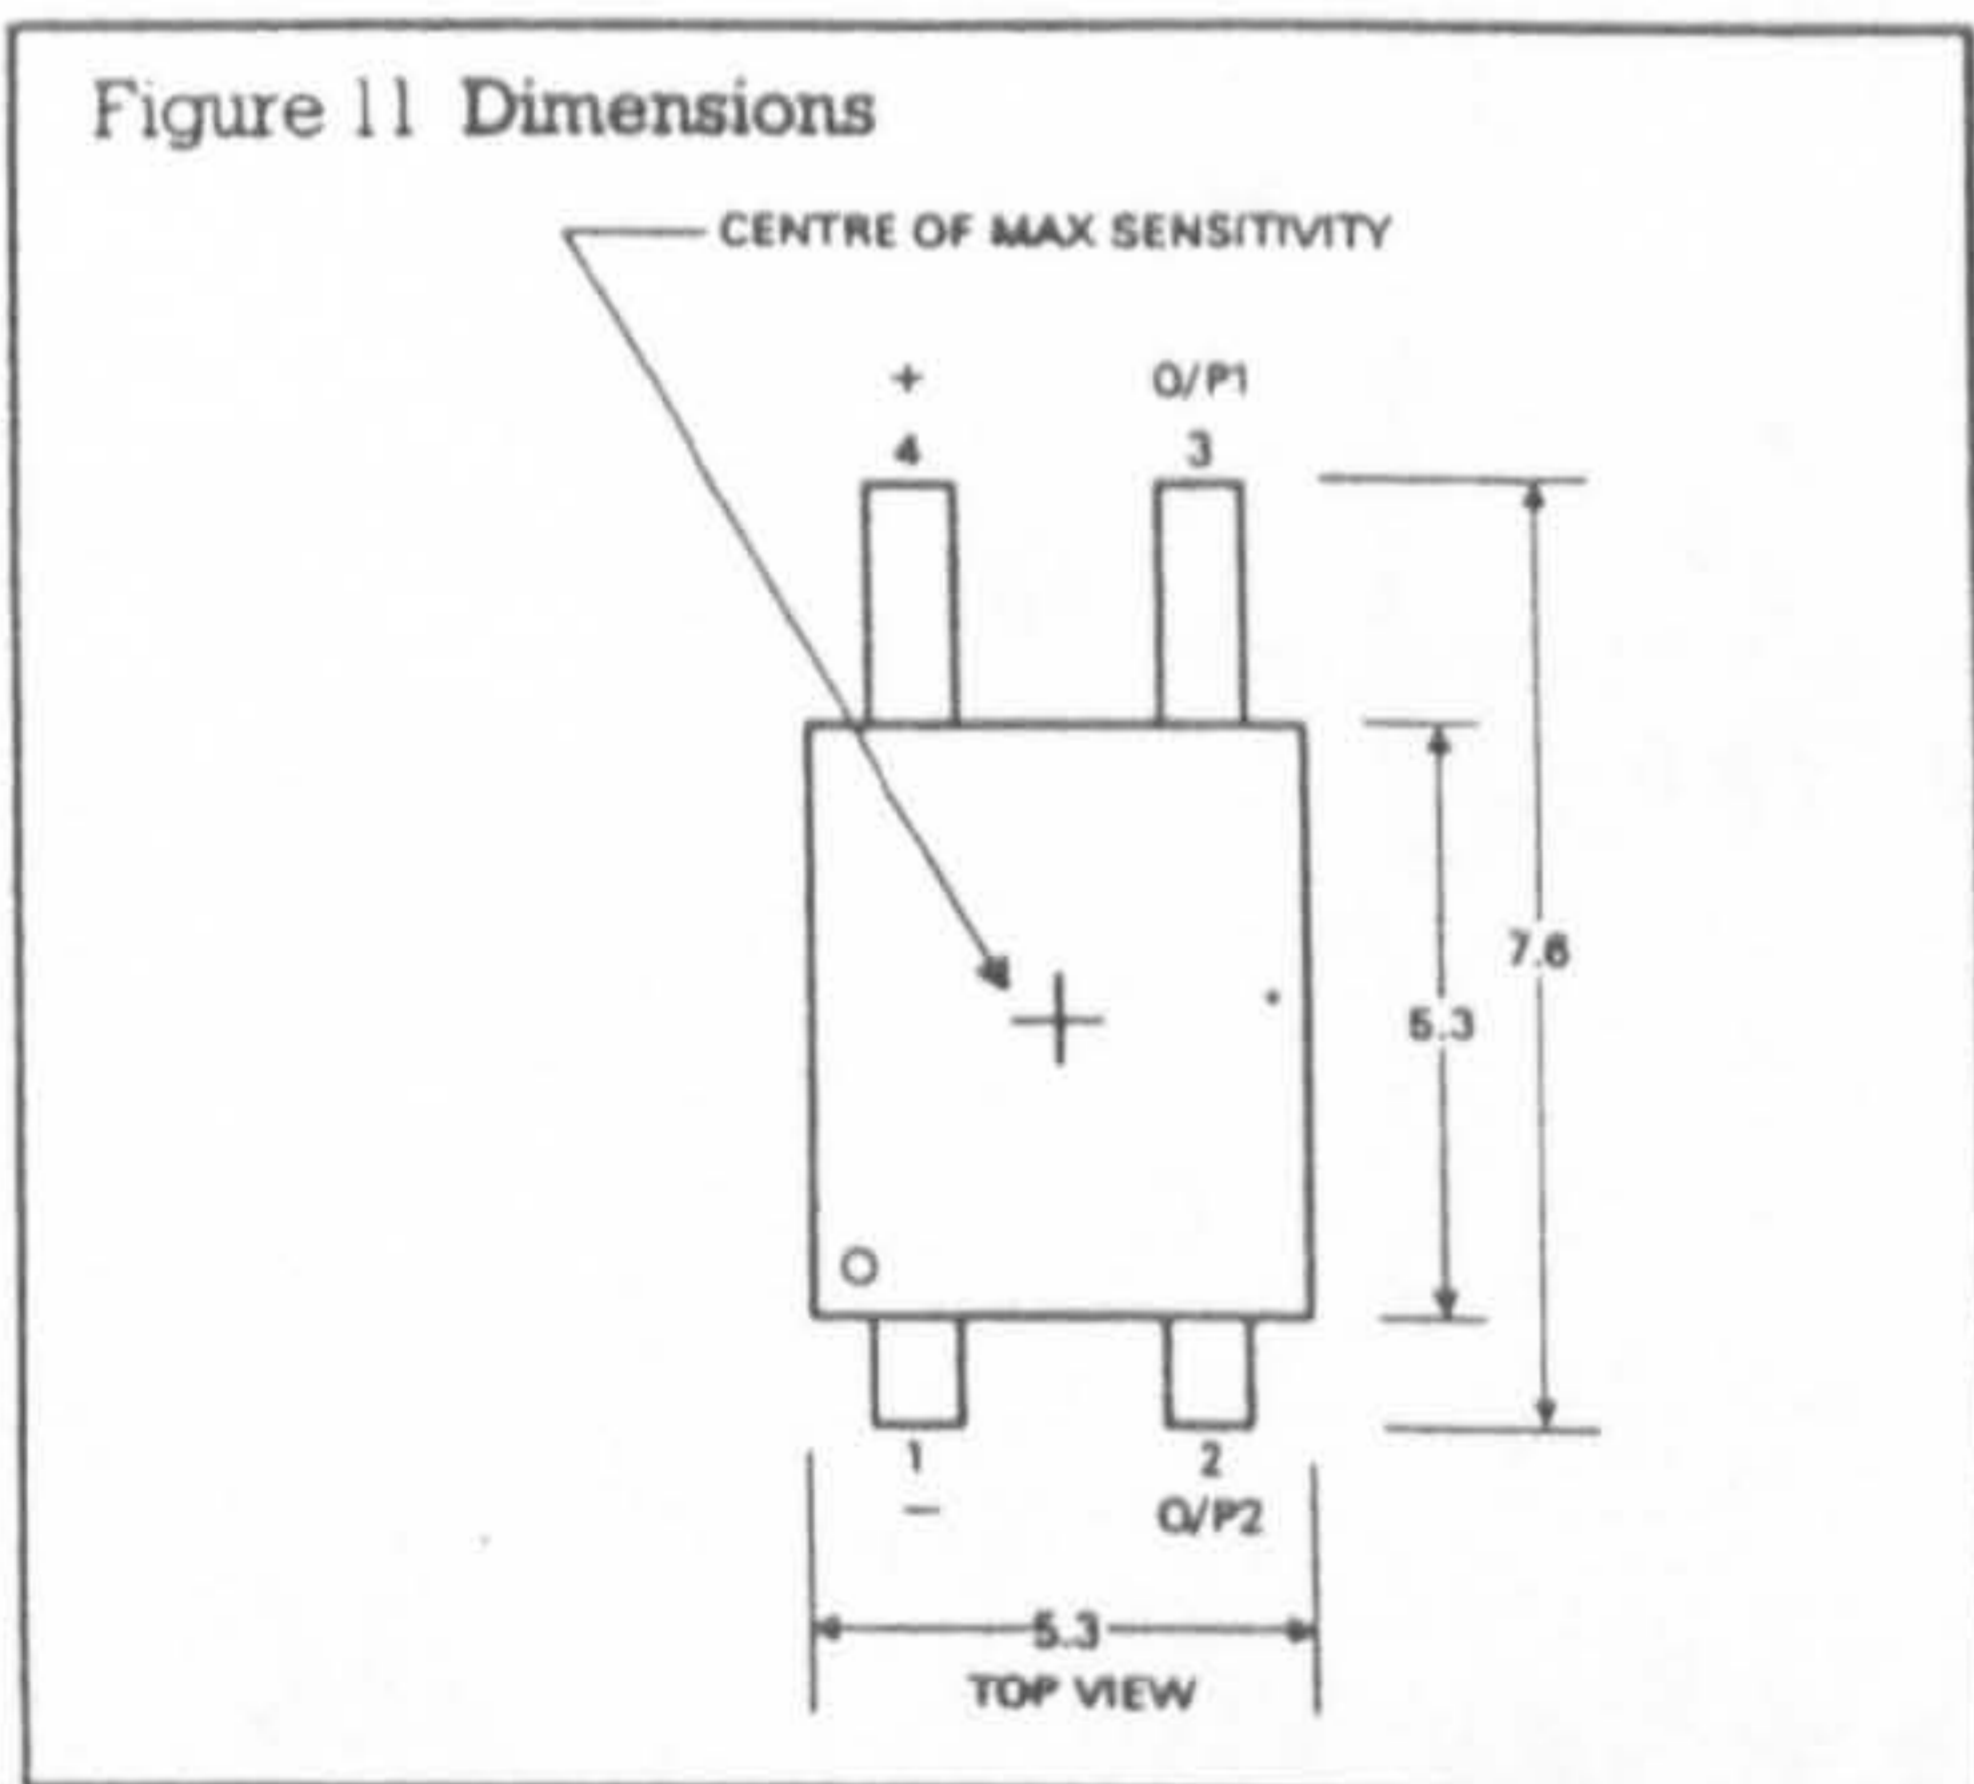 Figure 11 Dimensions
CENTRE OF MAX SENSITIVITY
+ O/P1
4 3
7.6
5.3
1 2
− O/P2
5.3
TOP VIEW